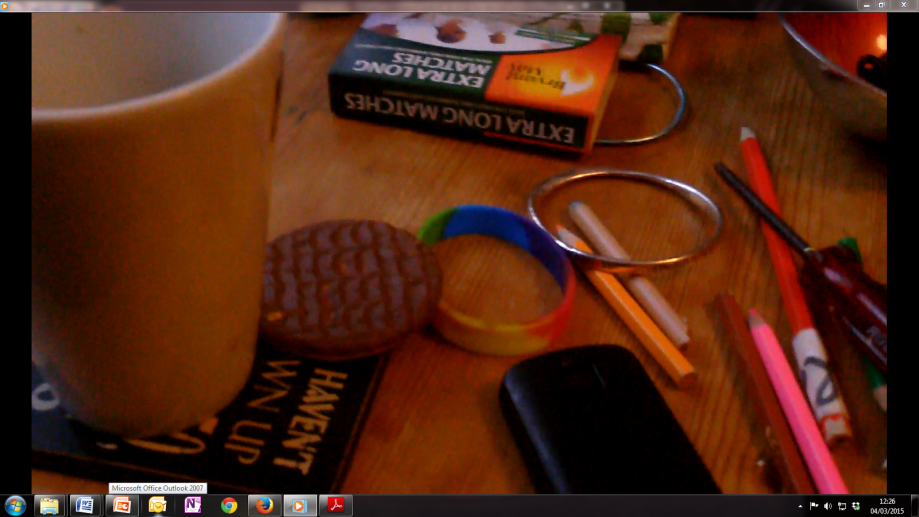 EXTRA LONG
MATCHES
EXTRA LONG MATCHES
HAVEN'T
WN UP
Microsoft Office Outlook 2007
12:26
04/03/2015